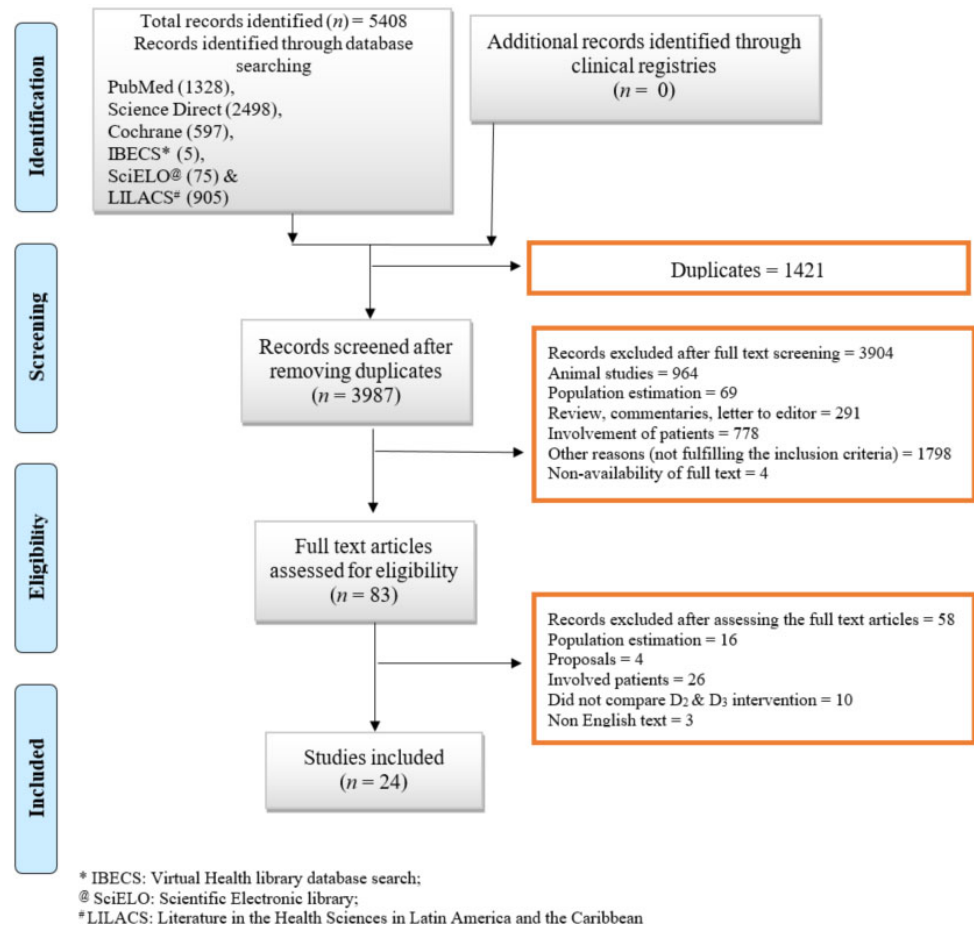 Identification
Total records identified (n) = 5408
Records identified through database
searching
PubMed (1328),
Science Direct (2498),
Cochrane (597),
IBECS* (5),
SciELO@ (75) &
LILACS# (905)
Additional records identified through
clinical registries
(n = 0)
Screening
Duplicates = 1421
Records screened after
removing duplicates
(n = 3987)
Records excluded after full text screening = 3904
Animal studies = 964
Population estimation = 69
Review, commentaries, letter to editor = 291
Involvement of patients = 778
Other reasons (not fulfilling the inclusion criteria) = 1798
Non-availability of full text = 4
Eligibility
Full text articles
assessed for eligibility
(n = 83)
Records excluded after assessing the full text articles = 58
Population estimation = 16
Proposals = 4
Involved patients = 26
Did not compare D2 & D3 intervention = 10
Non English text = 3
Included
Studies included
(n = 24)
* IBECS: Virtual Health library database search;
@ SciELO: Scientific Electronic library;
#LILACS: Literature in the Health Sciences in Latin America and the Caribbean